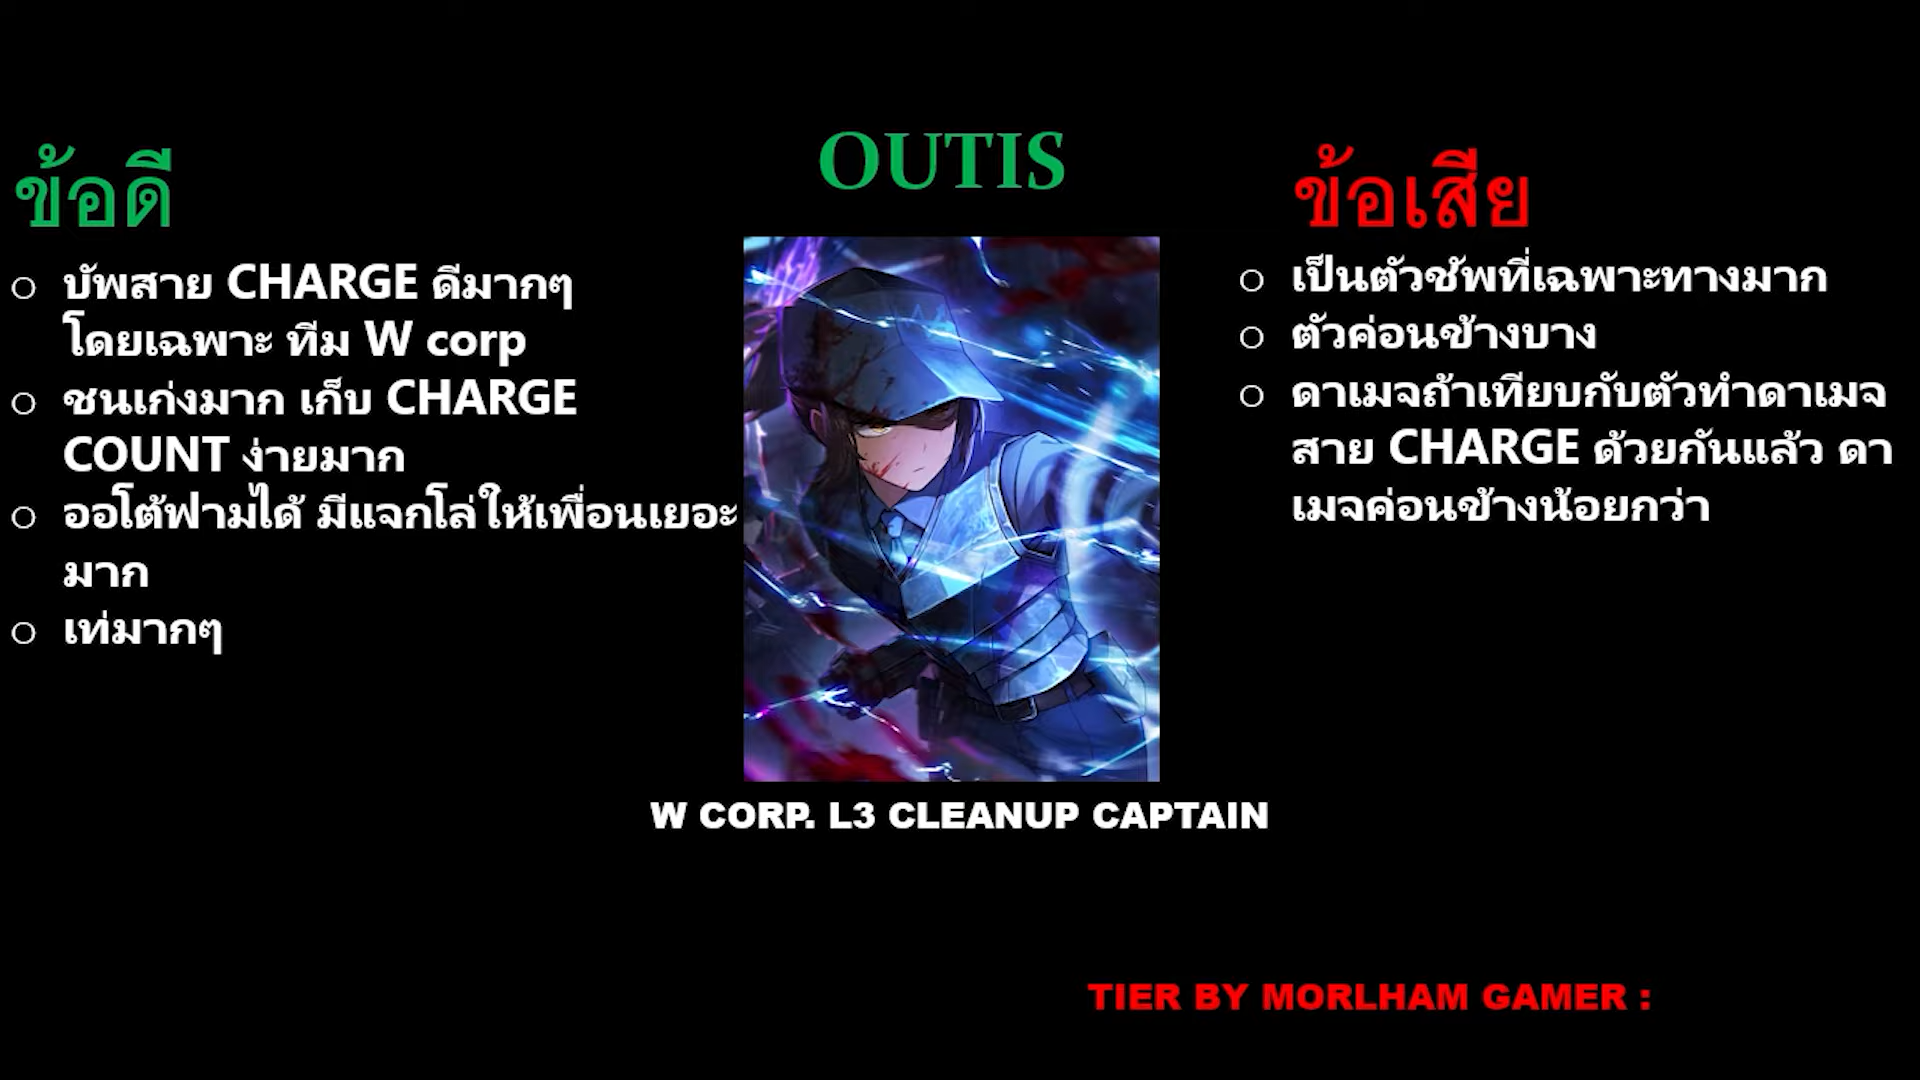 OUTIS
ข้อดี
○ บัพสาย CHARGE ดีมากๆ
โดยเฉพาะ ทีม W corp
○ ชนเก่งมาก เก็บ CHARGE
COUNT ง่ายมาก
○ ออโต้ฟามได้ มีแจกโล่ให้เพื่อนเยอะ
มาก
○ เท่มากๆ
ข้อเสีย
○ เป็นตัวซัพที่เฉพาะทางมาก
○ ตัวค่อนข้างบาง
○ ดาเมจถ้าเทียบกับตัวทำดาเมจ
สาย CHARGE ด้วยกันแล้ว ดา
เมจค่อนข้างน้อยกว่า
W CORP. L3 CLEANUP CAPTAIN
TIER BY MORLHAM GAMER :